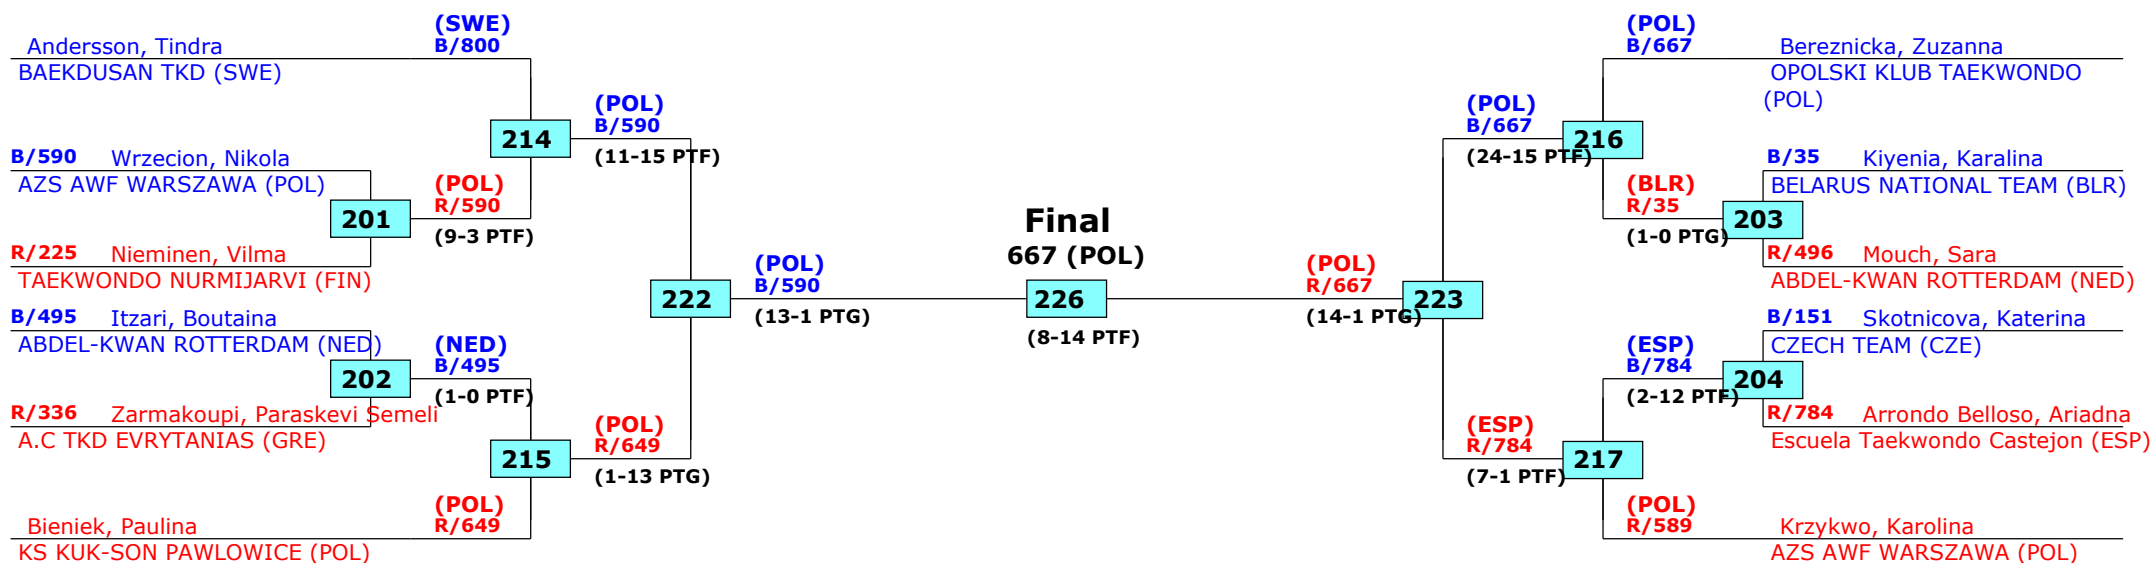 (SWE)
B/800
Andersson, Tindra
BAEKDUSAN TKD (SWE)
(POL)
B/590
214
(11-15 PTF)
B/590 Wrzecion, Nikola
AZS AWF WARSZAWA (POL)
(POL)
R/590
201
(9-3 PTF)
R/225 Nieminen, Vilma
TAEKWONDO NURMIJARVI (FIN)
(POL)
B/590
222
(13-1 PTG)
B/495 Itzari, Boutaina
ABDEL-KWAN ROTTERDAM (NED)
(NED)
B/495
202
(1-0 PTF)
R/336 Zarmakoupi, Paraskevi Semeli
A.C TKD EVRYTANIAS (GRE)
(POL)
R/649
215
(1-13 PTG)
(POL)
R/649
Bieniek, Paulina
KS KUK-SON PAWLOWICE (POL)
Final
667 (POL)
226
(8-14 PTF)
(POL)
B/667
Bereznicka, Zuzanna
OPOLSKI KLUB TAEKWONDO
(POL)
(POL)
B/667
216
(24-15 PTF)
B/35 Kiyenia, Karalina
BELARUS NATIONAL TEAM (BLR)
(BLR)
R/35
203
(1-0 PTG)
R/496 Mouch, Sara
ABDEL-KWAN ROTTERDAM (NED)
(POL)
R/667
223
(14-1 PTG)
B/151 Skotnicova, Katerina
CZECH TEAM (CZE)
(ESP)
B/784
204
(2-12 PTF)
R/784 Arrondo Belloso, Ariadna
Escuela Taekwondo Castejon (ESP)
(ESP)
R/784
217
(7-1 PTF)
(POL)
R/589
Krzykwo, Karolina
AZS AWF WARSZAWA (POL)